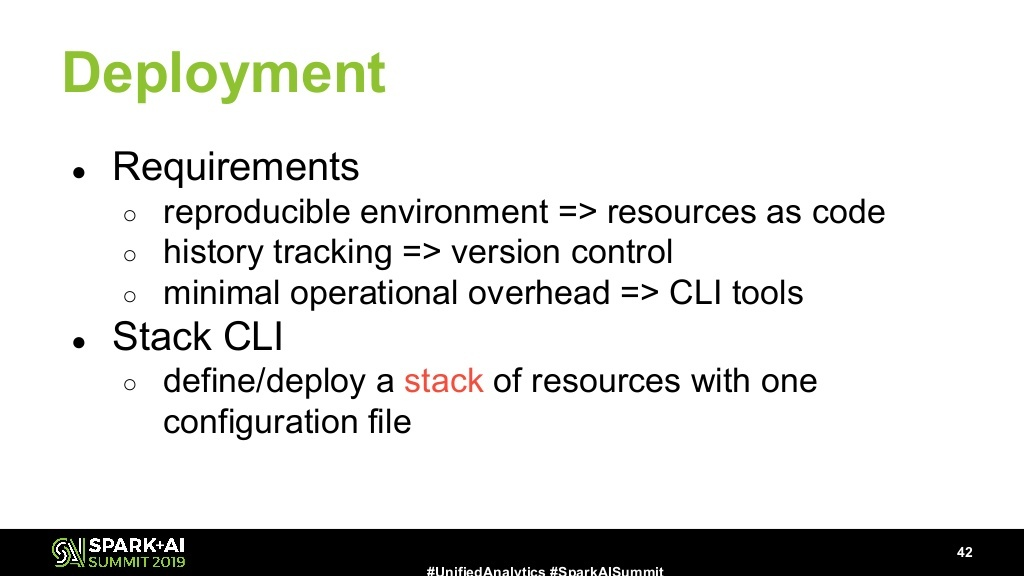 Deployment
● Requirements
○ reproducible environment => resources as code
○ history tracking => version control
○ minimal operational overhead => CLI tools
● Stack CLI
○ define/deploy a stack of resources with one
configuration file
SPARK+AI
SUMMIT 2019
42
#UnifiedAnalytics #SparkAISummit